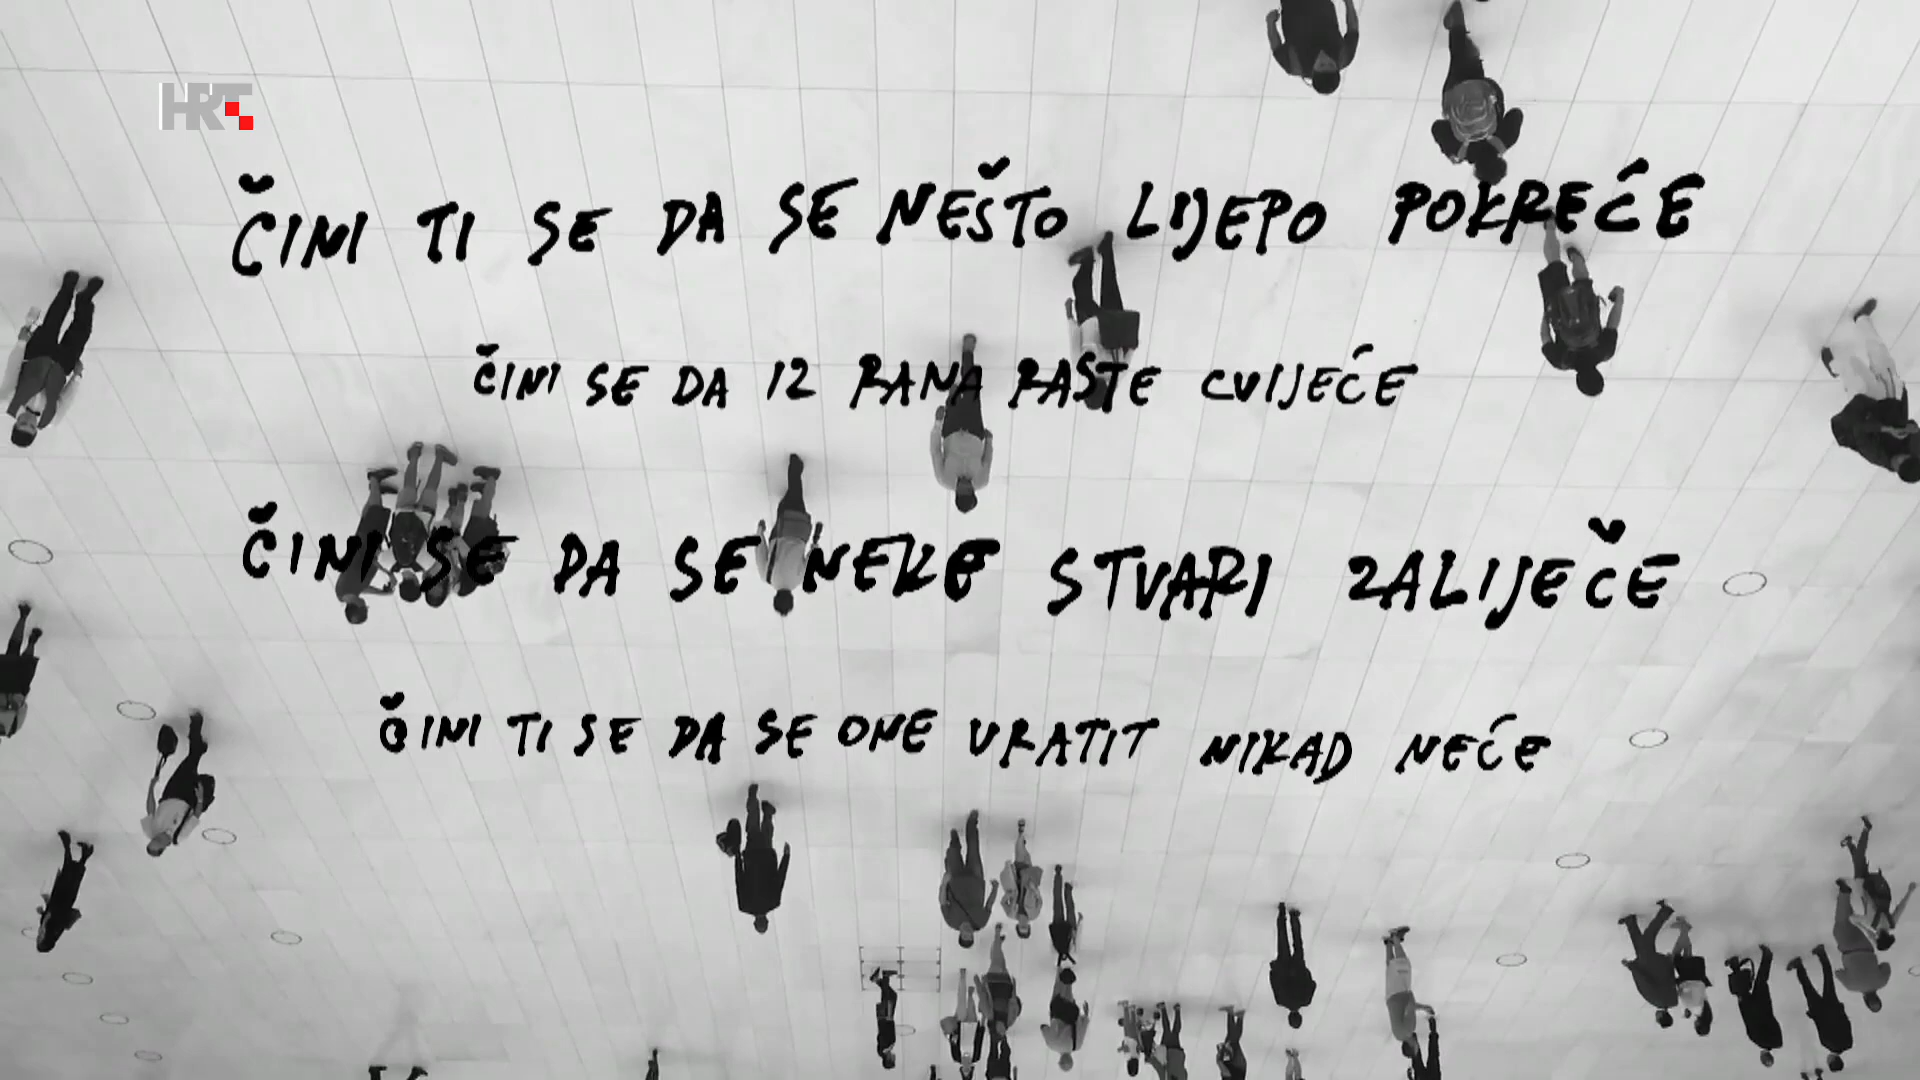 HRT
ČINI TI SE DA SE NEŠTO LIJEPO POKREĆE
ČINI SE DA IZ RANA RASTE CVIJEĆE
ČINI SE DA SE NEKE STVARI ZALIJEČE
ČINI TI SE DA SE ONE VRATIT NIKAD NEĆE